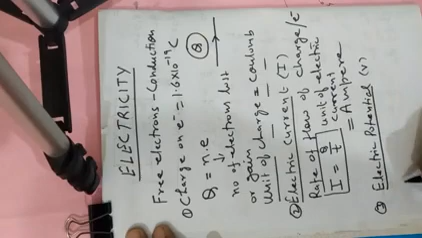 ELECTRICITY
Free electrons - Conduction
① Charge on e⁻ = 1.6×10⁻¹⁹ C
Q = n.e
Q
↓
no of electrons lost
or gain
Unit of charge = Coulomb
② Electric Current (I)
Rate of flow of charge/e⁻
I = Q/t
unit of electric
current
= Ampere
③ Electric Potential (V)